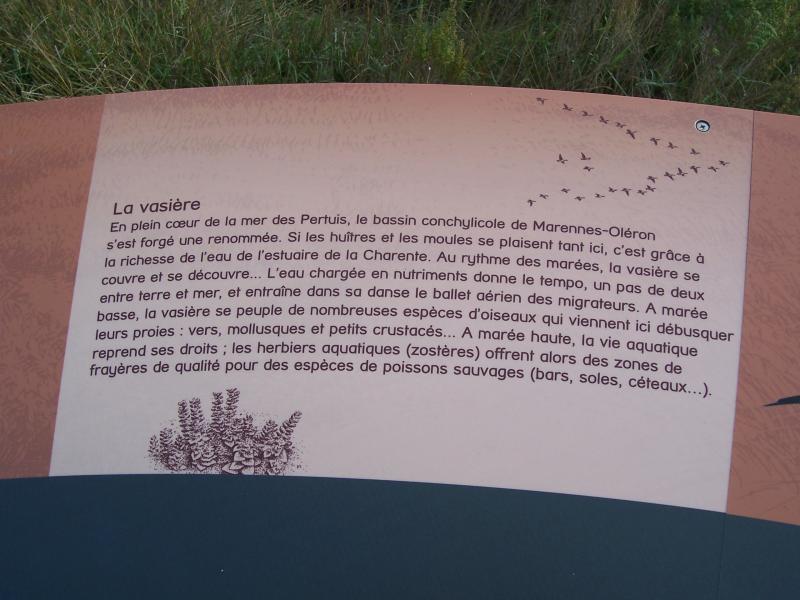 La vasière
En plein cœur de la mer des Pertuis, le bassin conchylicole de Marennes-Oléron
s'est forgé une renommée. Si les huîtres et les moules se plaisent tant ici, c'est grâce à
la richesse de l'eau de l'estuaire de la Charente. Au rythme des marées, la vasière se
couvre et se découvre... L'eau chargée en nutriments donne le tempo, un pas de deux
entre terre et mer, et entraîne dans sa danse le ballet aérien des migrateurs. A marée
basse, la vasière se peuple de nombreuses espèces d'oiseaux qui viennent ici débusquer
leurs proies : vers, mollusques et petits crustacés... A marée haute, la vie aquatique
reprend ses droits ; les herbiers aquatiques (zostères) offrent alors des zones de
frayères de qualité pour des espèces de poissons sauvages (bars, soles, céteaux...).